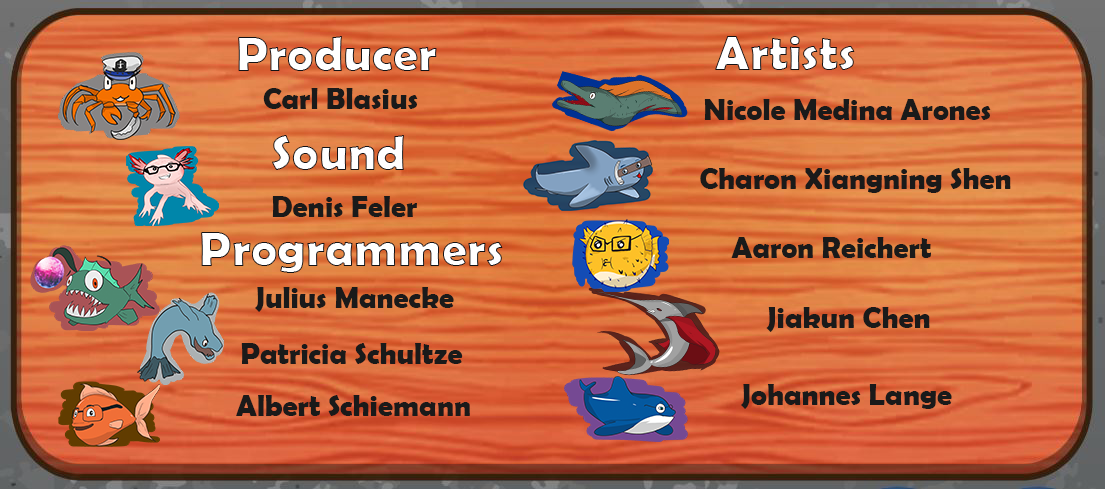 Producer
Carl Blasius
Sound
Denis Feler
Programmers
Julius Manecke
Patricia Schultze
Albert Schiemann
Artists
Nicole Medina Arones
Charon Xiangning Shen
Aaron Reichert
Jiakun Chen
Johannes Lange